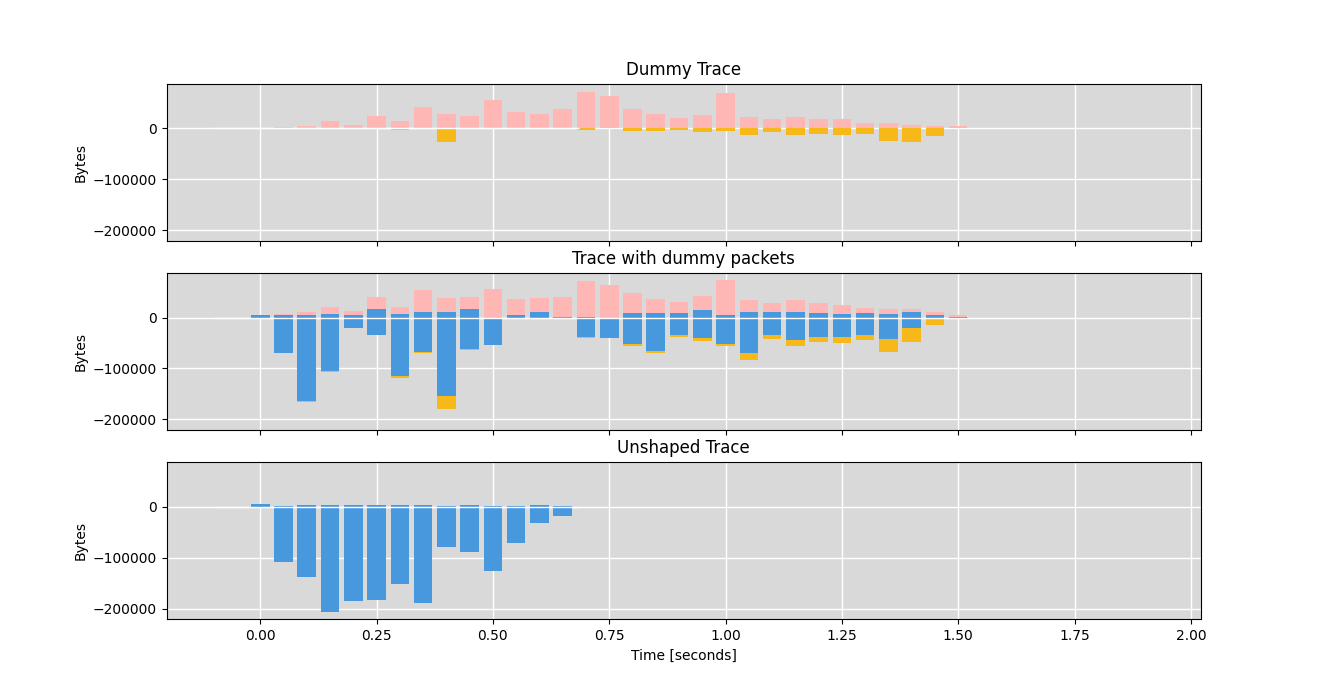 Dummy Trace
Bytes
0
−100000
−200000
Trace with dummy packets
Bytes
0
−100000
−200000
Unshaped Trace
Bytes
0
−100000
−200000
0.00 0.25 0.50 0.75 1.00 1.25 1.50 1.75 2.00
Time [seconds]